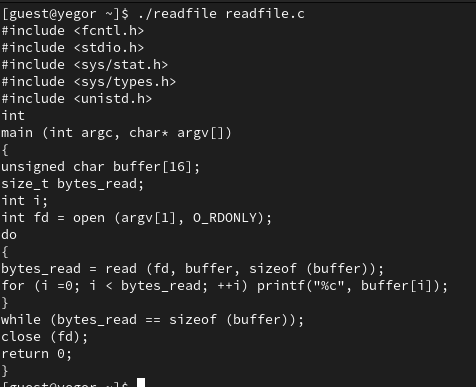 [guest@yegor ~]$ ./readfile readfile.c
#include <fcntl.h>
#include <stdio.h>
#include <sys/stat.h>
#include <sys/types.h>
#include <unistd.h>
int
main (int argc, char* argv[])
{
unsigned char buffer[16];
size_t bytes_read;
int i;
int fd = open (argv[1], O_RDONLY);
do
{
bytes_read = read (fd, buffer, sizeof (buffer));
for (i =0; i < bytes_read; ++i) printf("%c", buffer[i]);
}
while (bytes_read == sizeof (buffer));
close (fd);
return 0;
}
[guest@yegor ~]$